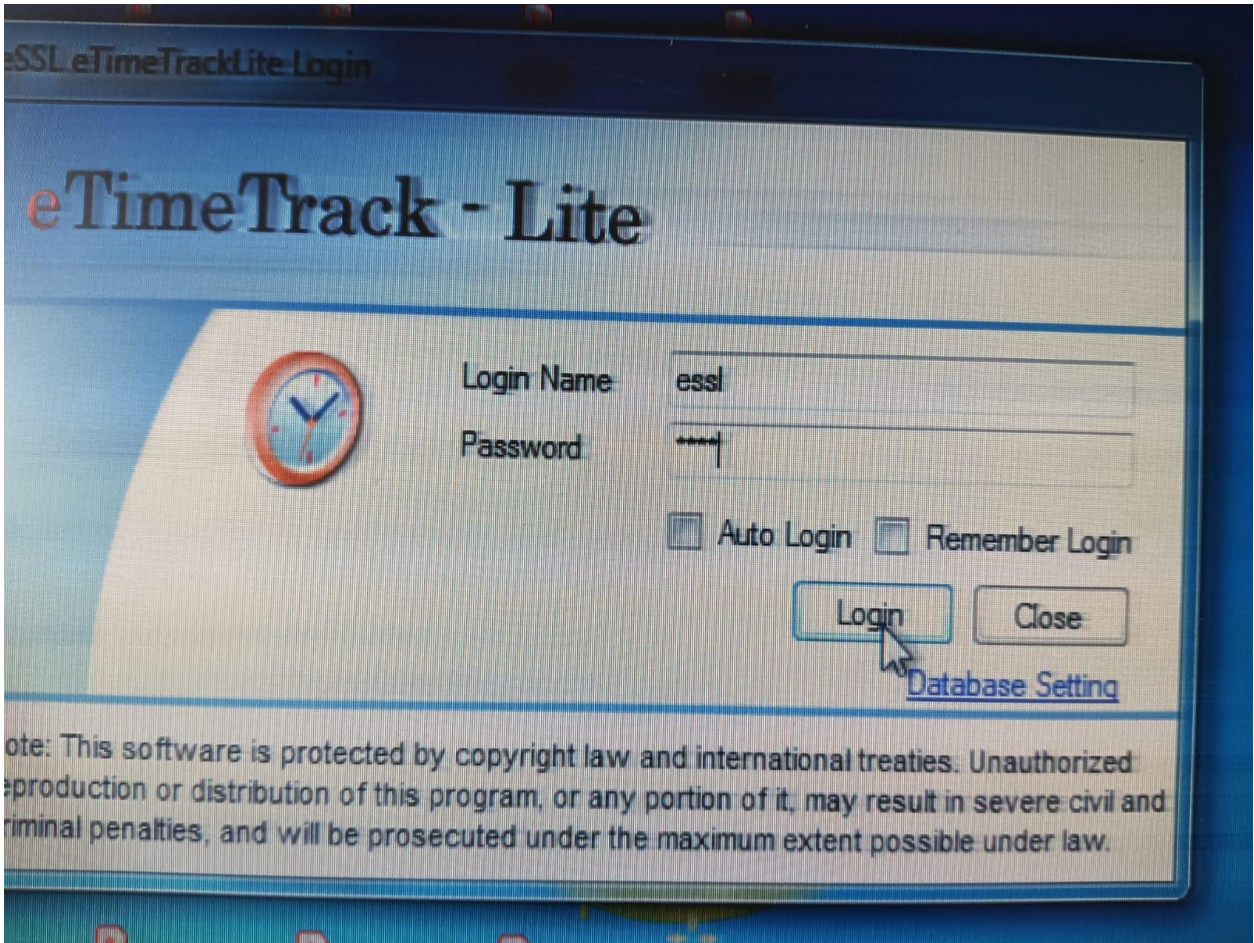 eSSL eTimeTrackLite Login
eTimeTrack - Lite
Login Name essl
Password ****
Auto Login Remember Login
Login Close
Database Setting
ote: This software is protected by copyright law and international treaties. Unauthorized
eproduction or distribution of this program, or any portion of it, may result in severe civil and
riminal penalties, and will be prosecuted under the maximum extent possible under law.